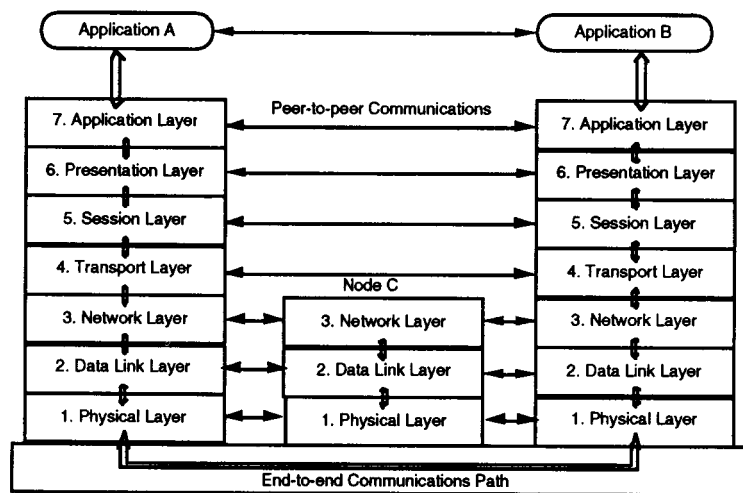 Application A
Application B
Peer-to-peer Communications
7. Application Layer
7. Application Layer
6. Presentation Layer
6. Presentation Layer
5. Session Layer
5. Session Layer
4. Transport Layer
4. Transport Layer
Node C
3. Network Layer
3. Network Layer
3. Network Layer
2. Data Link Layer
2. Data Link Layer
2. Data Link Layer
1. Physical Layer
1. Physical Layer
1. Physical Layer
End-to-end Communications Path